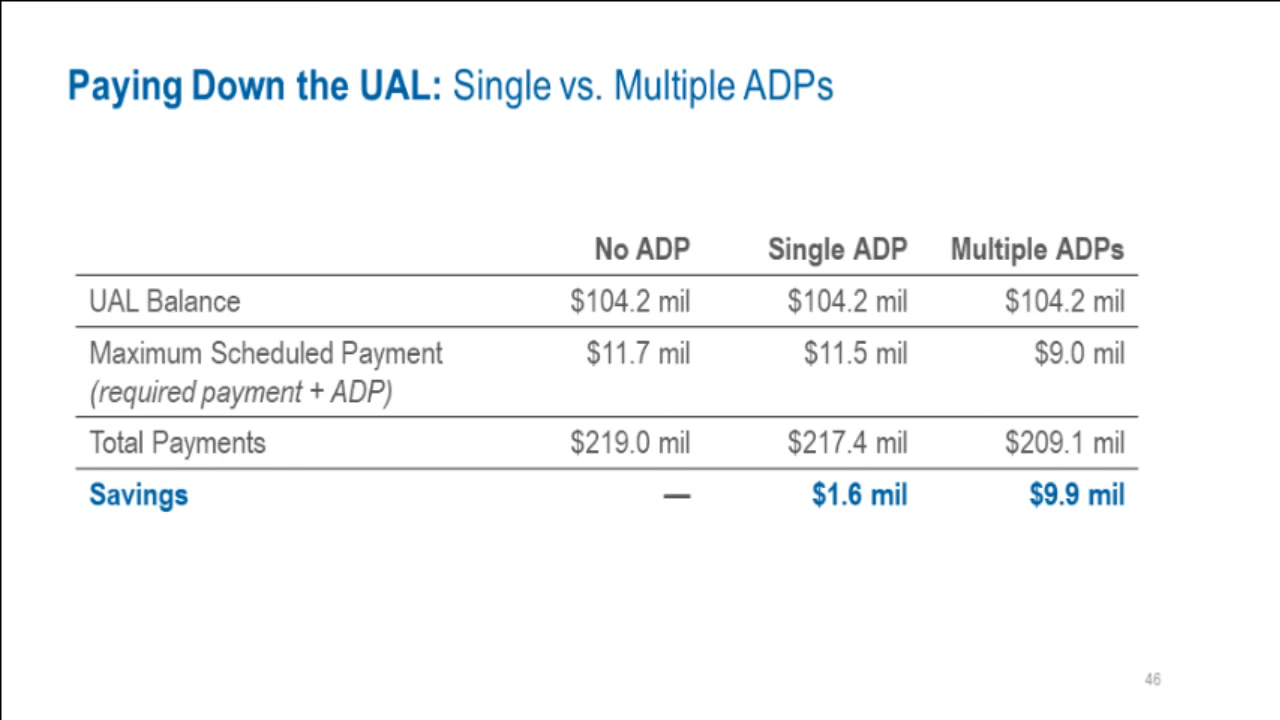 Paying Down the UAL: Single vs. Multiple ADPs
No ADP Single ADP Multiple ADPs
UAL Balance $104.2 mil $104.2 mil $104.2 mil
Maximum Scheduled Payment $11.7 mil $11.5 mil $9.0 mil
(required payment + ADP)
Total Payments $219.0 mil $217.4 mil $209.1 mil
Savings — $1.6 mil $9.9 mil
46